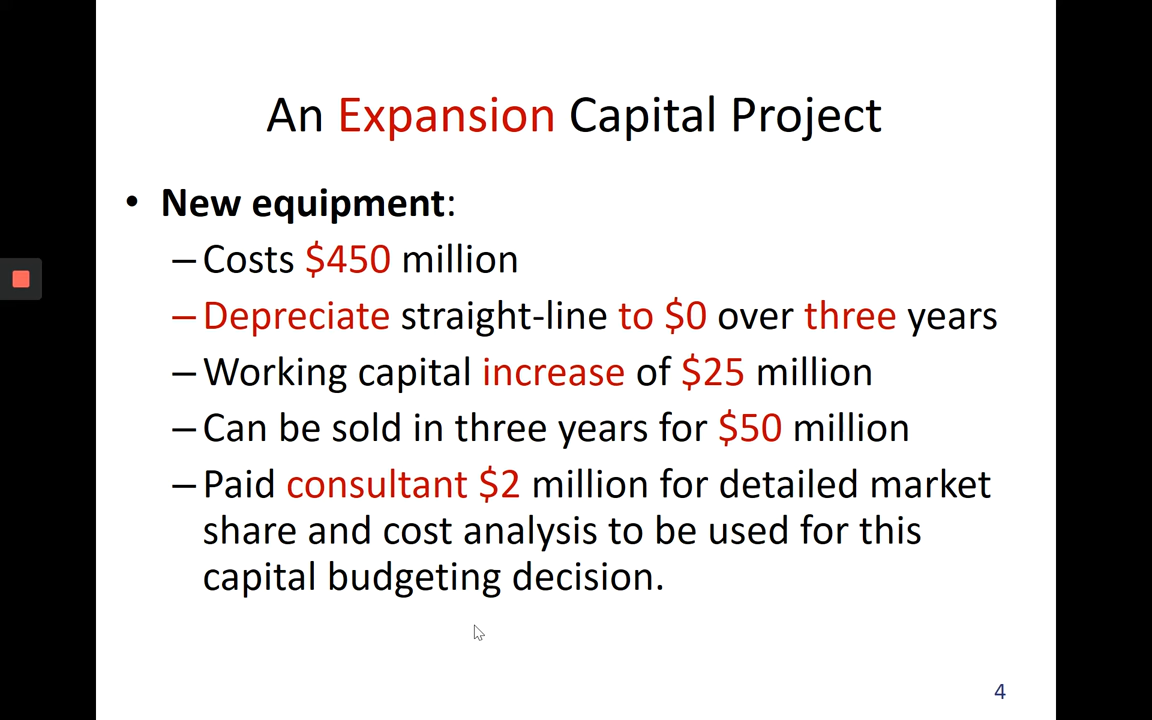 An Expansion Capital Project
• New equipment:
–Costs $450 million
–Depreciate straight-line to $0 over three years
–Working capital increase of $25 million
–Can be sold in three years for $50 million
–Paid consultant $2 million for detailed market
share and cost analysis to be used for this
capital budgeting decision.
4